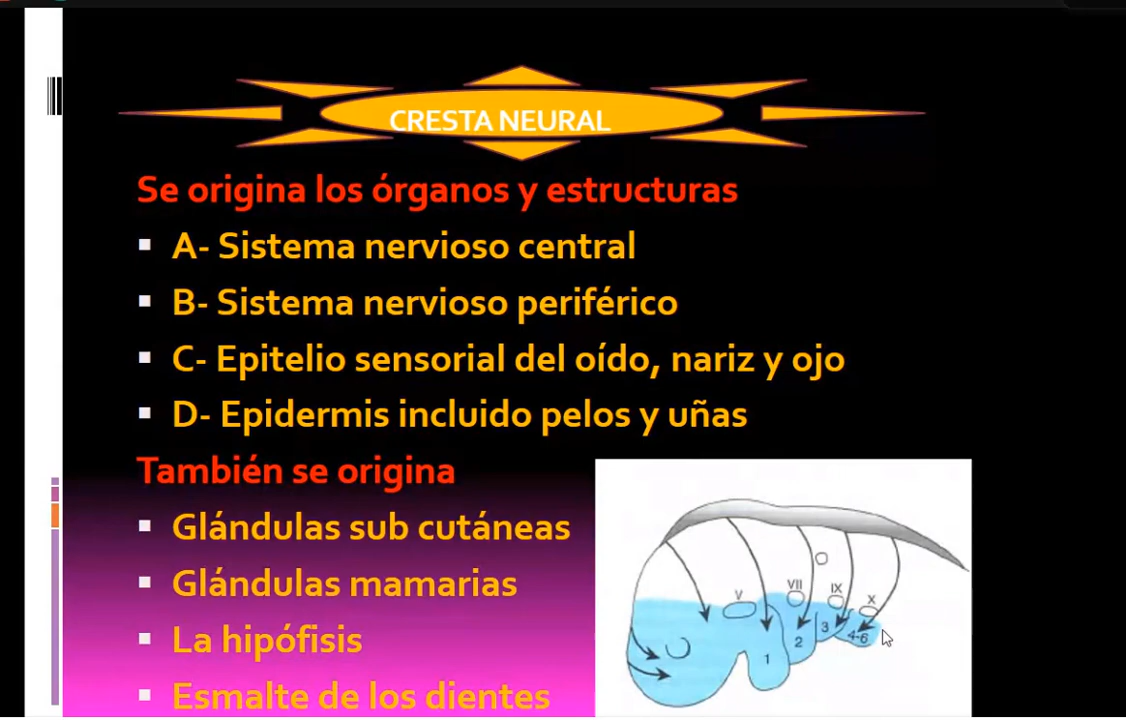 CRESTA NEURAL
Se origina los órganos y estructuras
A- Sistema nervioso central
B- Sistema nervioso periférico
C- Epitelio sensorial del oído, nariz y ojo
D- Epidermis incluido pelos y uñas
También se origina
Glándulas sub cutáneas
Glándulas mamarias
La hipófisis
Esmalte de los dientes
V VII IX X
1 2 3 4-6